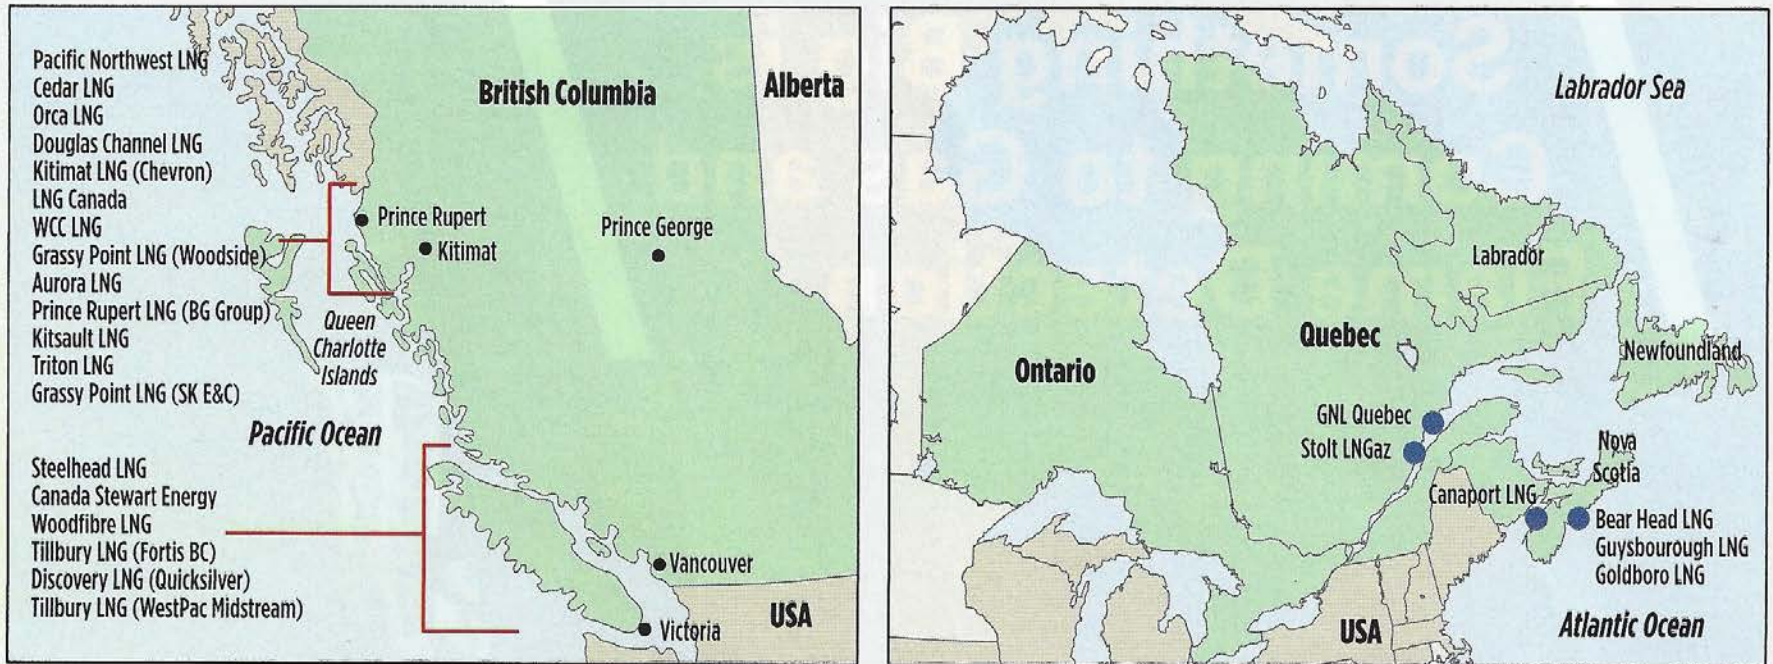 Pacific Northwest LNG
Cedar LNG
Orca LNG
Douglas Channel LNG
Kitimat LNG (Chevron)
LNG Canada
WCC LNG
Grassy Point LNG (Woodside)
Aurora LNG
Prince Rupert LNG (BG Group)
Kitsault LNG
Triton LNG
Grassy Point LNG (SK E&C)
British Columbia
Alberta
Prince Rupert
Kitimat
Prince George
Queen
Charlotte
Islands
Pacific Ocean
Steelhead LNG
Canada Stewart Energy
Woodfibre LNG
Tillbury LNG (Fortis BC)
Discovery LNG (Quicksilver)
Tillbury LNG (WestPac Midstream)
Vancouver
Victoria
USA
Labrador Sea
Labrador
Quebec
Ontario
Newfoundland
GNL Quebec
Stolt LNGaz
Nova
Scotia
Canaport LNG
Bear Head LNG
Guysbourough LNG
Goldboro LNG
USA
Atlantic Ocean